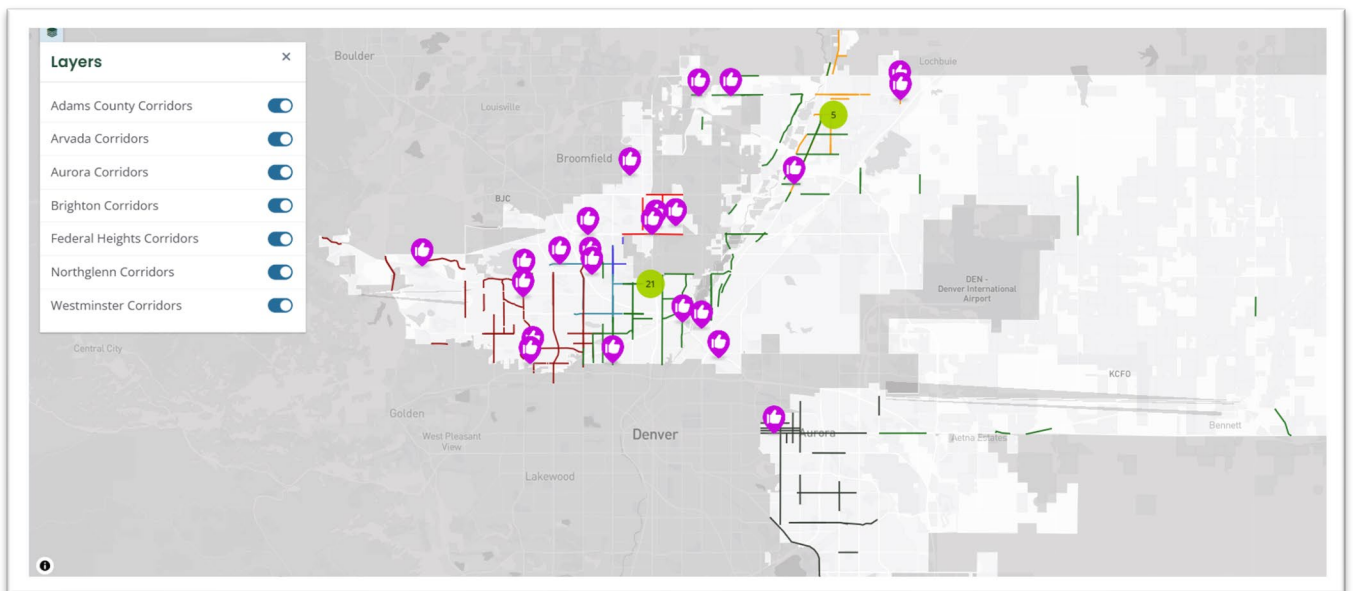 Layers
×
Adams County Corridors
Arvada Corridors
Aurora Corridors
Brighton Corridors
Federal Heights Corridors
Northglenn Corridors
Westminster Corridors
Boulder
Lochbuie
Louisville
5
Broomfield
BJC
21
DEN -
Denver International
Airport
Central City
KCFO
Golden
West Pleasant
View
Denver
Aurora
Aetna Estates
Bennett
Lakewood